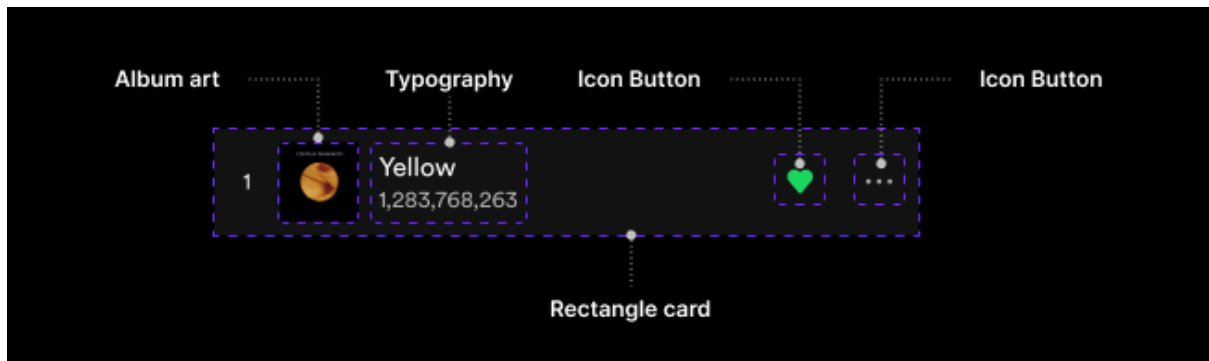 Album art
Typography
Icon Button
Icon Button
1
Yellow
1,283,768,263
Rectangle card